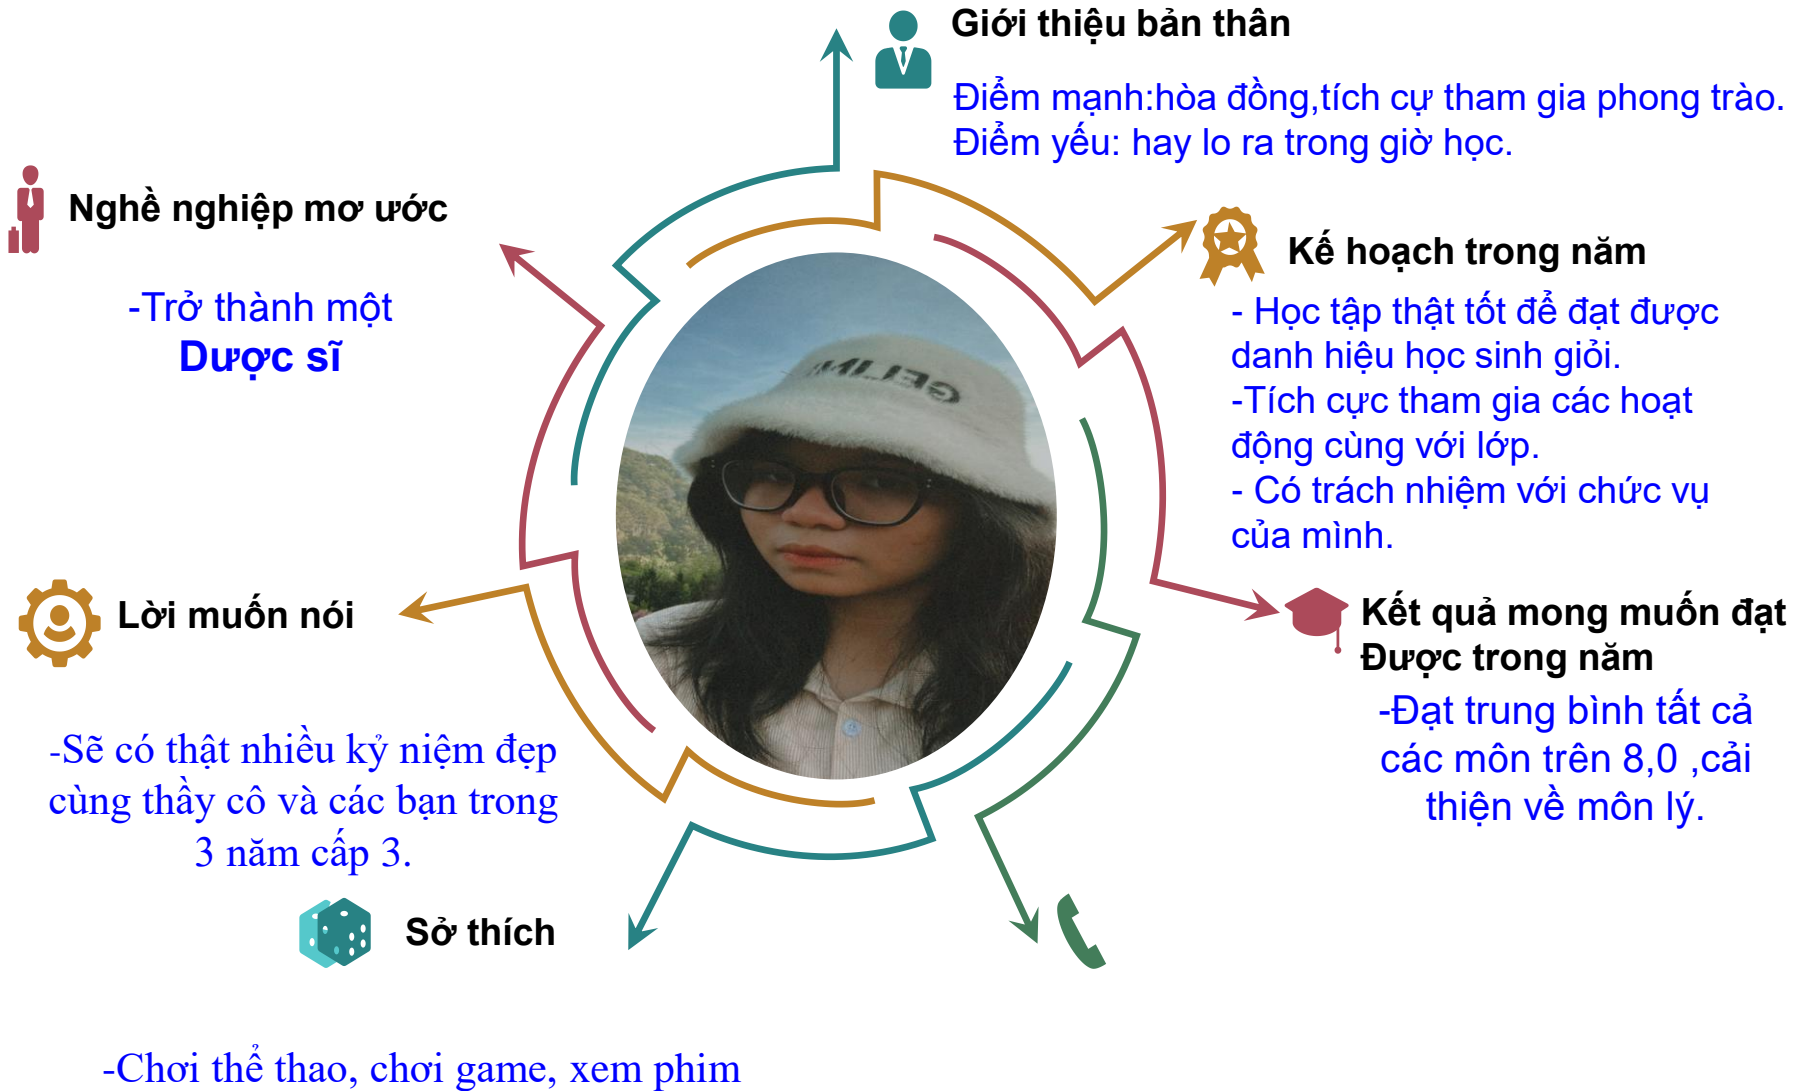 Giới thiệu bản thân
Điểm mạnh:hòa đồng,tích cự tham gia phong trào.
Điểm yếu: hay lo ra trong giờ học.
Nghề nghiệp mơ ước
-Trở thành một
Dược sĩ
Kế hoạch trong năm
- Học tập thật tốt để đạt được
danh hiệu học sinh giỏi.
-Tích cực tham gia các hoạt
động cùng với lớp.
- Có trách nhiệm với chức vụ
của mình.
Lời muốn nói
-Sẽ có thật nhiều kỷ niệm đẹp
cùng thầy cô và các bạn trong
3 năm cấp 3.
Kết quả mong muốn đạt
Được trong năm
-Đạt trung bình tất cả
các môn trên 8,0 ,cải
thiện về môn lý.
Sở thích
-Chơi thể thao, chơi game, xem phim